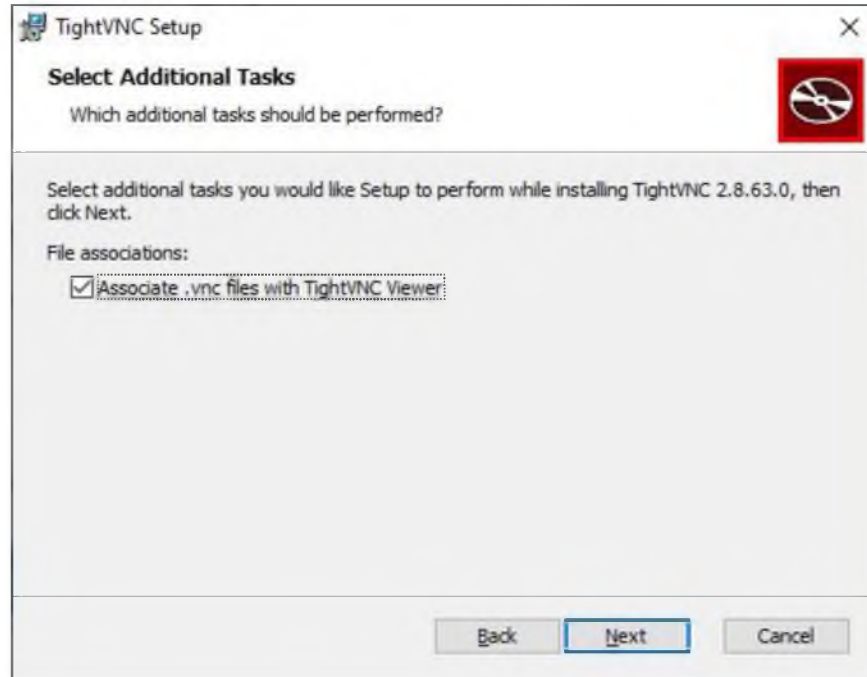 TightVNC Setup
Select Additional Tasks
Which additional tasks should be performed?
Select additional tasks you would like Setup to perform while installing TightVNC 2.8.63.0, then
click Next.
File associations:
Associate .vnc files with TightVNC Viewer
Back Next Cancel